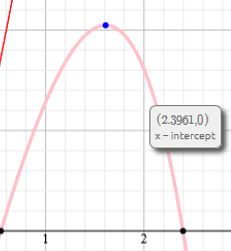 (2.3961,0)
x-intercept
1
2